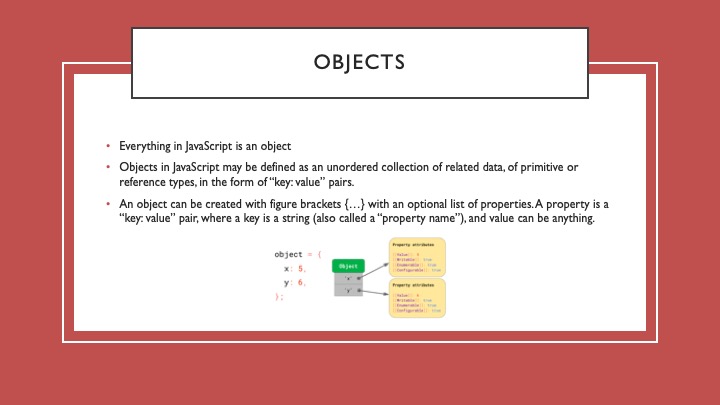 OBJECTS
• Everything in JavaScript is an object
• Objects in JavaScript may be defined as an unordered collection of related data, of primitive or
reference types, in the form of “key: value” pairs.
• An object can be created with figure brackets {…} with an optional list of properties. A property is a
“key: value” pair, where a key is a string (also called a “property name”), and value can be anything.
object = {
x: 5,
y: 6,
};
Object
'x'
'y'
Property attributes
[[Value]]:
[[Writable]]: true
[[Enumerable]]: true
[[Configurable]]: true
Property attributes
[[Value]]:
[[Writable]]: true
[[Enumerable]]: true
[[Configurable]]: true